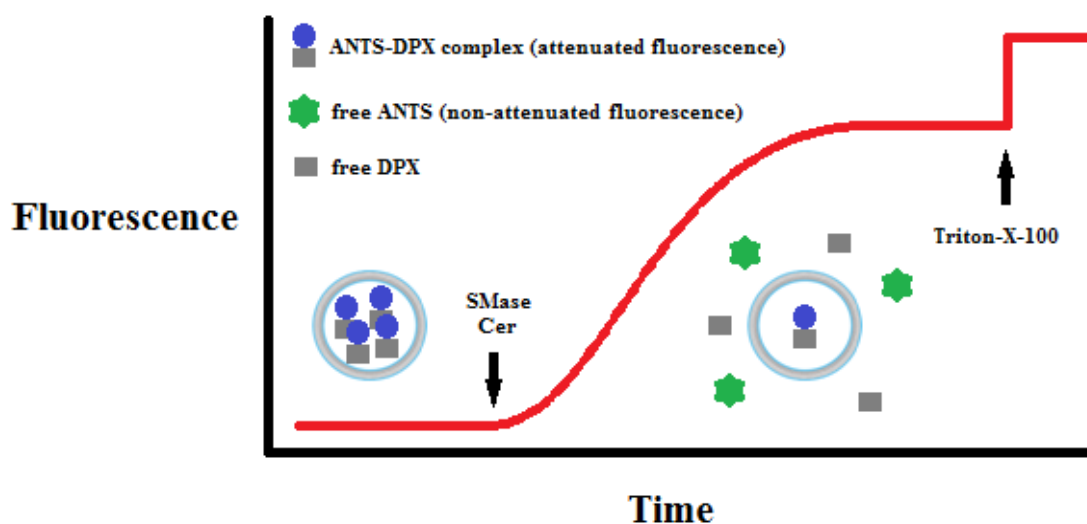 ANTS-DPX complex (attenuated fluorescence)
free ANTS (non-attenuated fluorescence)
free DPX
Fluorescence
Triton-X-100
SMase
Cer
Time